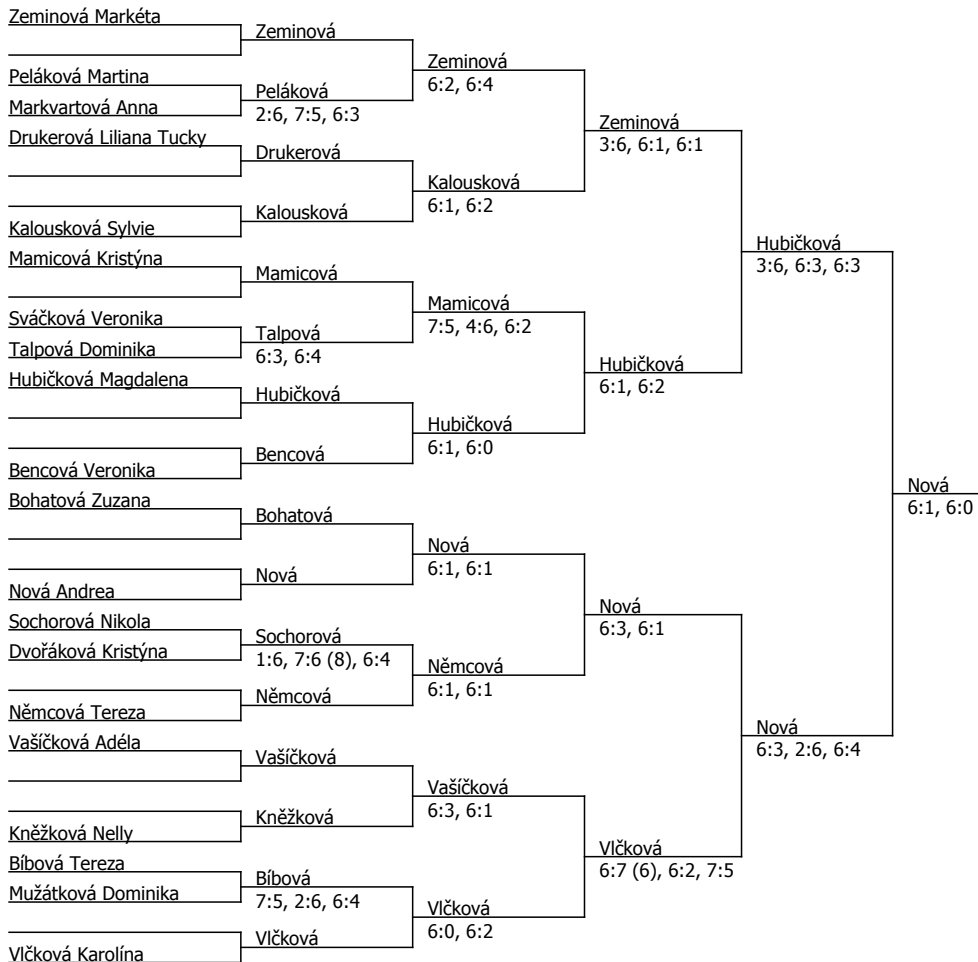 Zeminová Markéta
Peláková Martina
Markvartová Anna
Drukerová Liliana Tucky
Kalousková Sylvie
Mamicová Kristýna
Sváčková Veronika
Talpová Dominika
Hubičková Magdalena
Bencová Veronika
Bohatová Zuzana
Nová Andrea
Sochorová Nikola
Dvořáková Kristýna
Němcová Tereza
Vašíčková Adéla
Kněžková Nelly
Bíbová Tereza
Mužátková Dominika
Vlčková Karolína
Zeminová
Peláková
2:6, 7:5, 6:3
Drukerová
Kalousková
Mamicová
Talpová
6:3, 6:4
Hubičková
Bencová
Bohatová
Nová
Sochorová
1:6, 7:6 (8), 6:4
Němcová
Vašíčková
Kněžková
Bíbová
7:5, 2:6, 6:4
Vlčková
Zeminová
6:2, 6:4
Kalousková
6:1, 6:2
Mamicová
7:5, 4:6, 6:2
Hubičková
6:1, 6:0
Nová
6:1, 6:1
Němcová
6:1, 6:1
Vašíčková
6:3, 6:1
Vlčková
6:0, 6:2
Zeminová
3:6, 6:1, 6:1
Hubičková
6:1, 6:2
Nová
6:3, 6:1
Vlčková
6:7 (6), 6:2, 7:5
Hubičková
3:6, 6:3, 6:3
Nová
6:3, 2:6, 6:4
Nová
6:1, 6:0